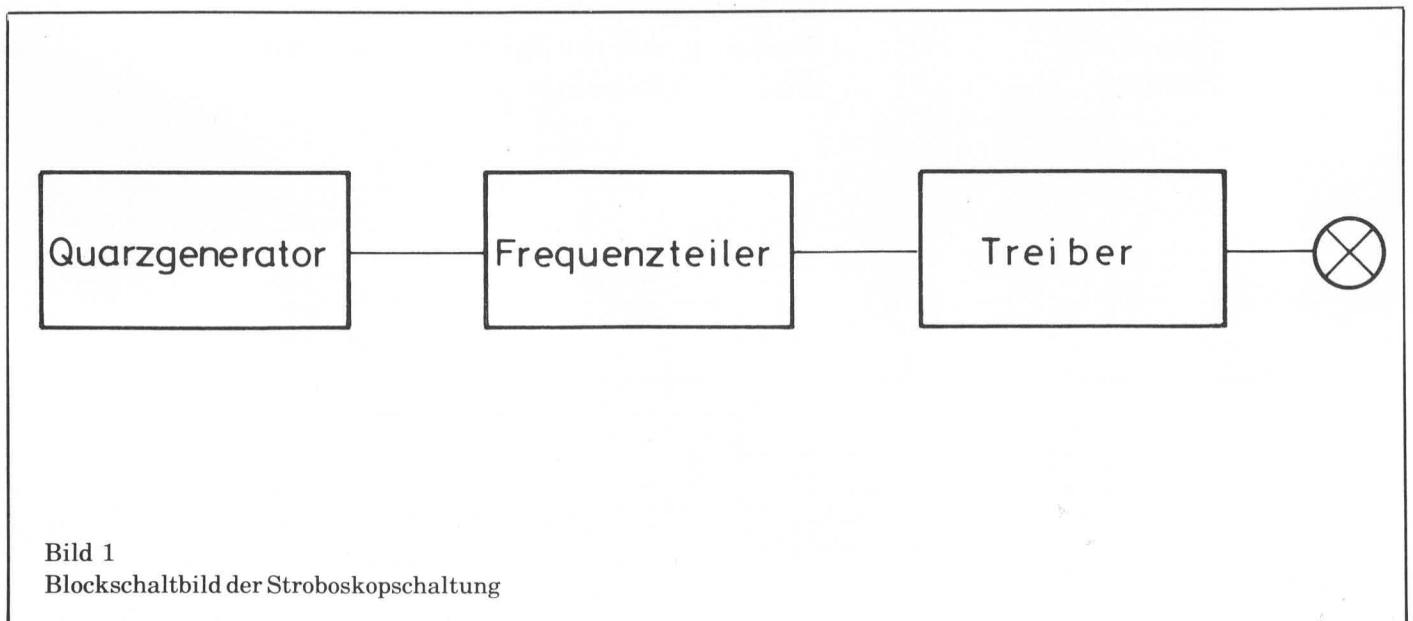 Quarzgenerator
Frequenzteiler
Treiber
Bild 1
Blockschaltbild der Stroboskopschaltung